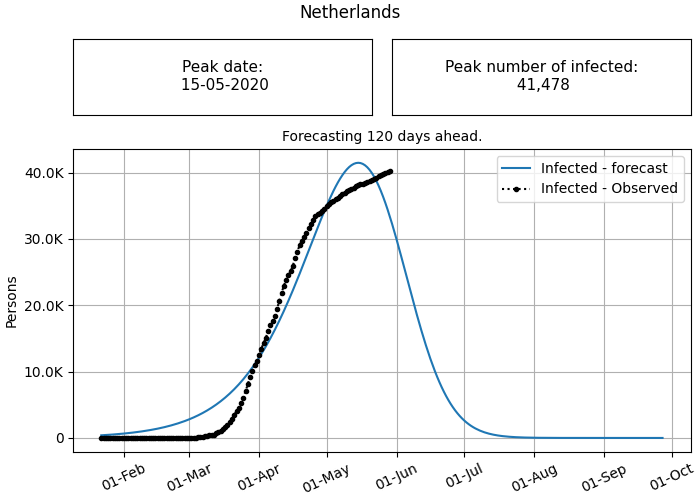 Netherlands
Peak date:
15-05-2020
Peak number of infected:
41,478
Forecasting 120 days ahead.
Infected - forecast
Infected - Observed
40.0K
30.0K
20.0K
10.0K
0
Persons
01-Feb
01-Mar
01-Apr
01-May
01-Jun
01-Jul
01-Aug
01-Sep
01-Oct